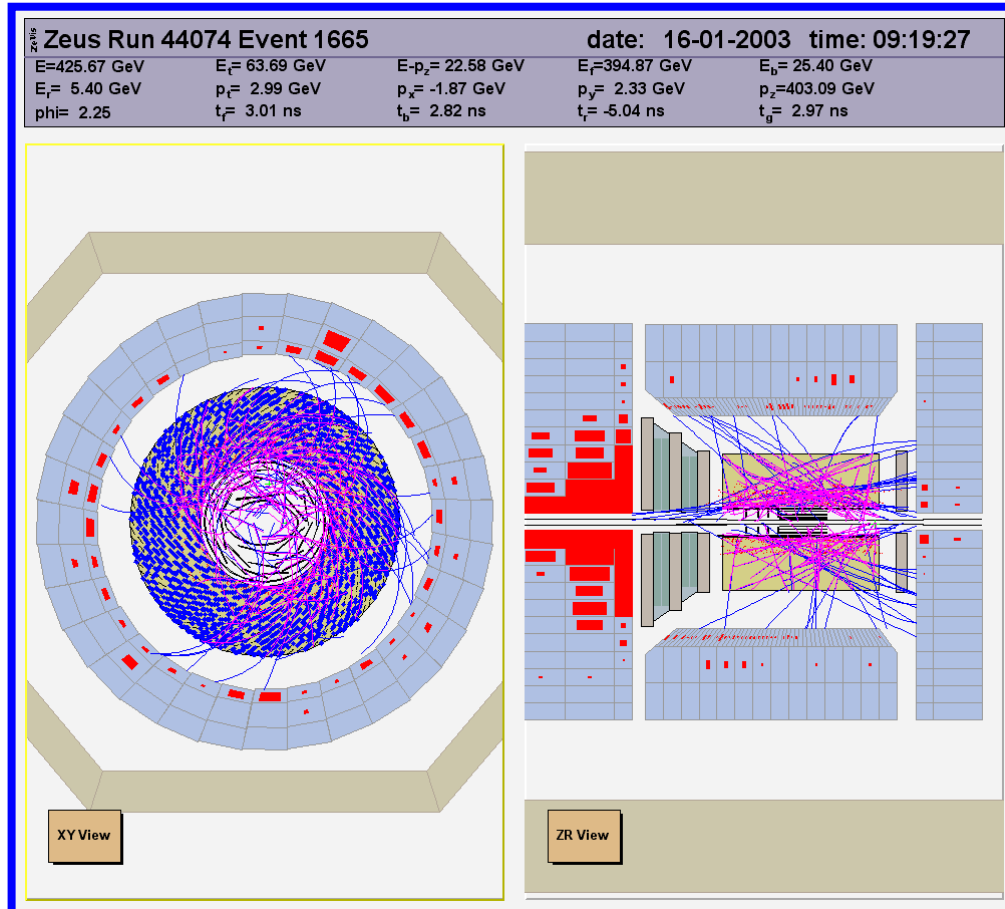 ZeVis Zeus Run 44074 Event 1665 date: 16-01-2003 time: 09:19:27
E=425.67 GeV Et= 63.69 GeV E-pz= 22.58 GeV Ef=394.87 GeV Eb= 25.40 GeV
Er= 5.40 GeV pt= 2.99 GeV px= -1.87 GeV py= 2.33 GeV pz=403.09 GeV
phi= 2.25 tf= 3.01 ns tb= 2.82 ns tr= -5.04 ns tg= 2.97 ns
XY View
ZR View